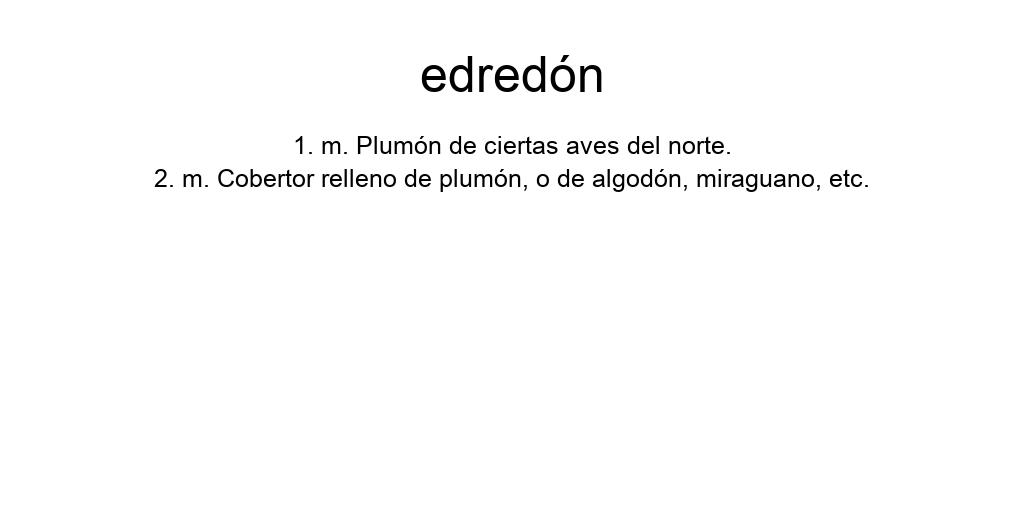 edredón
1. m. Plumón de ciertas aves del norte.
2. m. Cobertor relleno de plumón, o de algodón, miraguano, etc.